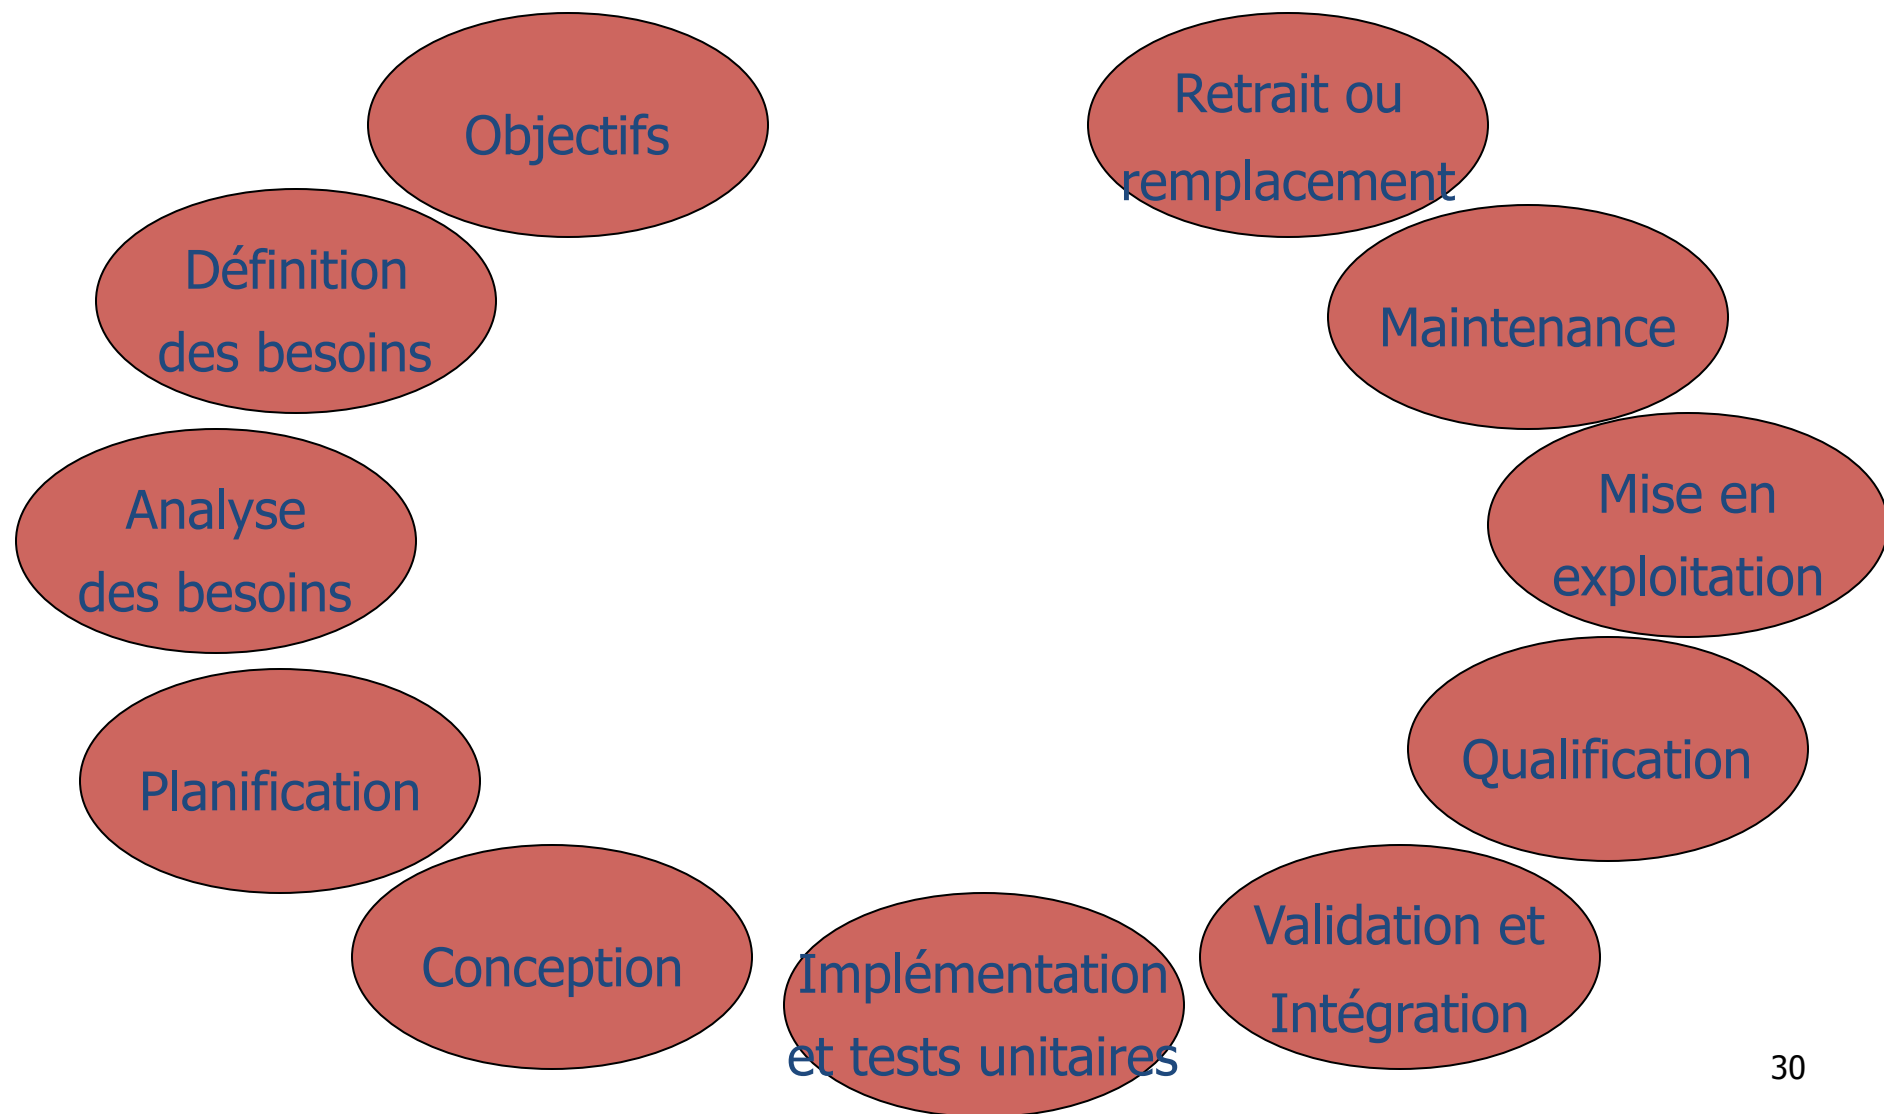 Objectifs
Définition
des besoins
Analyse
des besoins
Planification
Conception
Implémentation
et tests unitaires
Validation et
Intégration
Qualification
Mise en
exploitation
Maintenance
Retrait ou
remplacement
30